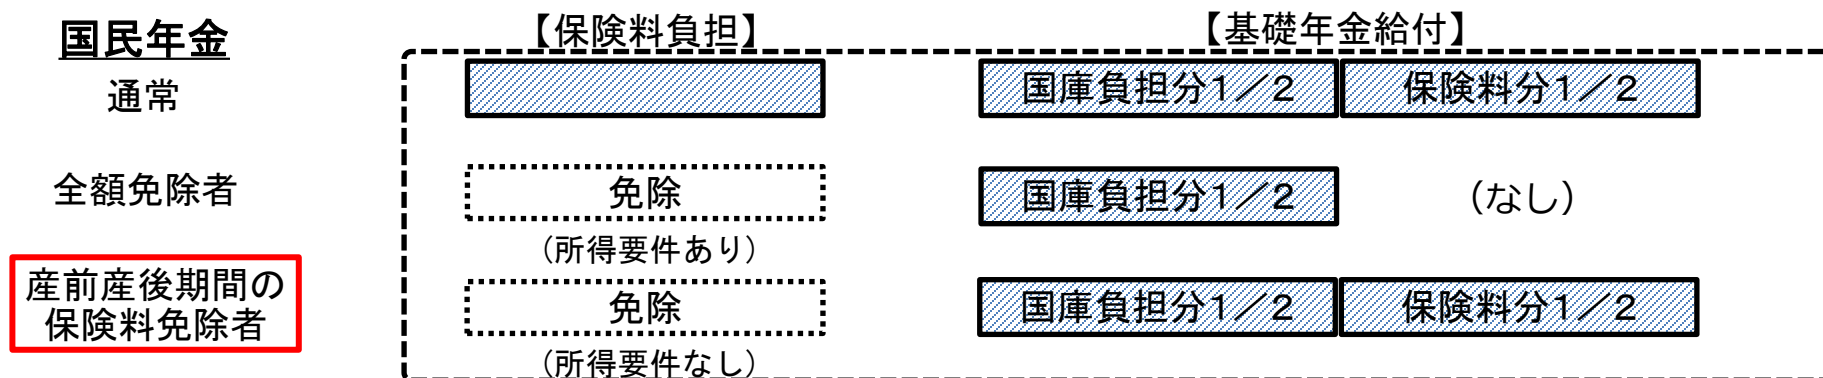 国民年金
【保険料負担】
【基礎年金給付】
通常
国庫負担分1／2
保険料分1／2
全額免除者
免除
国庫負担分1／2
（なし）
（所得要件あり）
産前産後期間の
保険料免除者
免除
国庫負担分1／2
保険料分1／2
（所得要件なし）